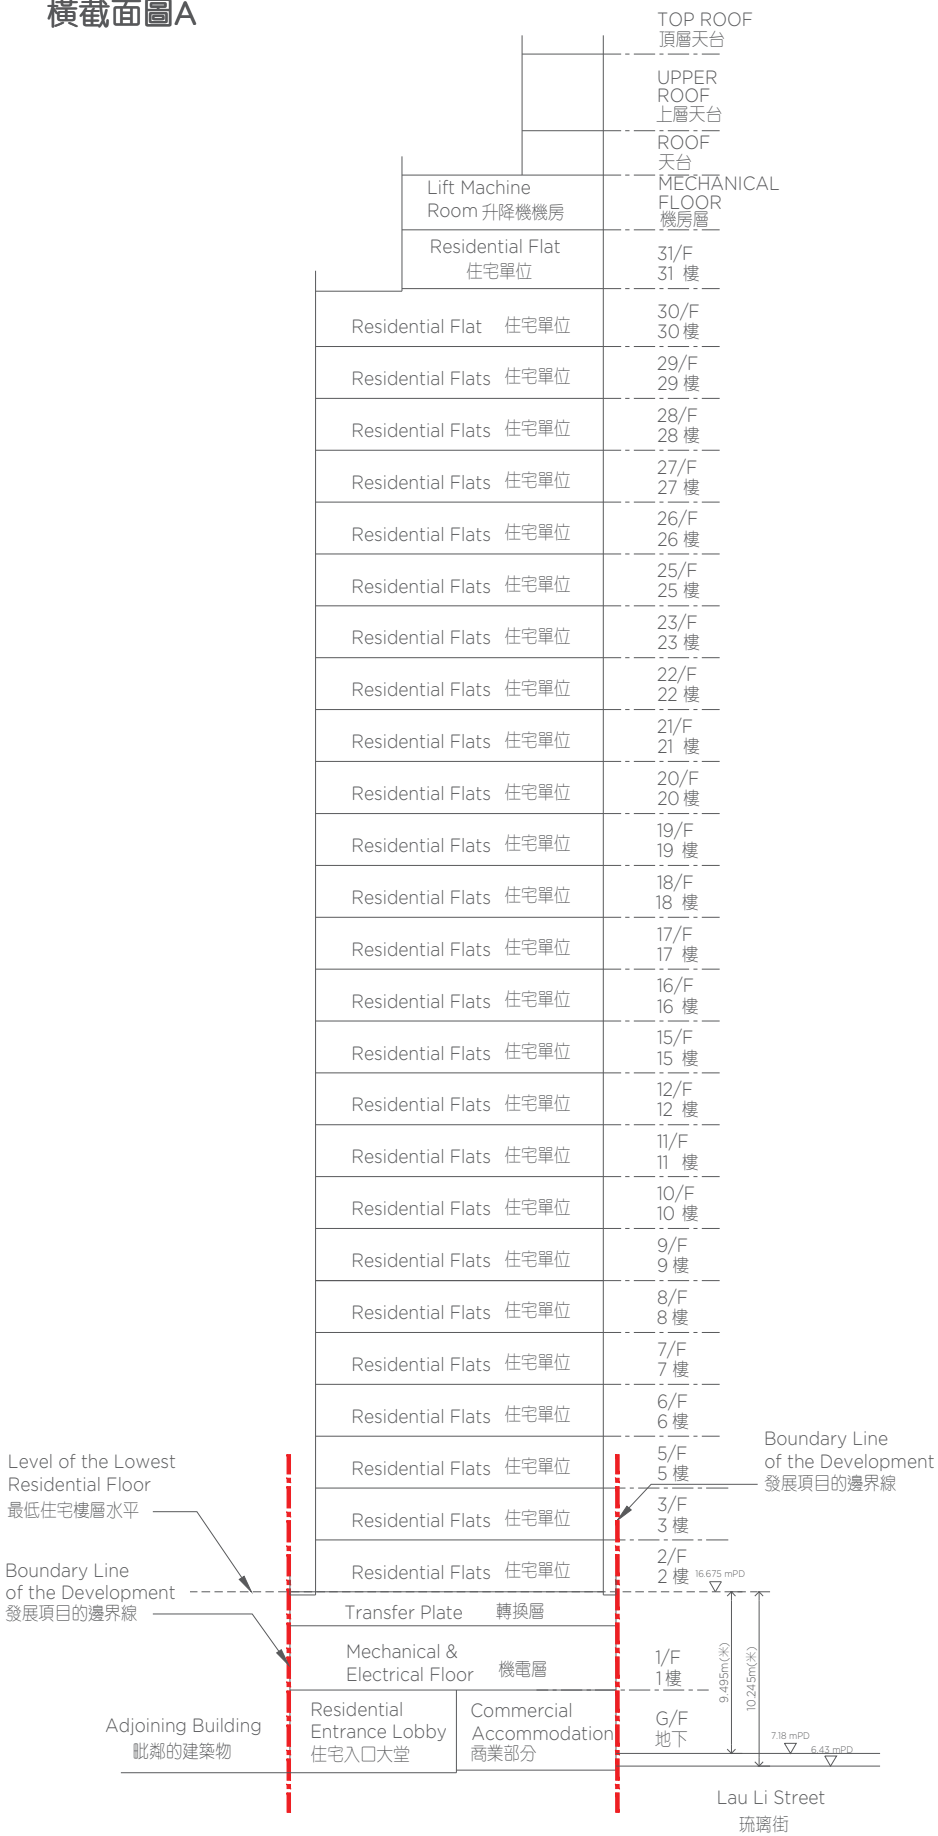 橫截面圖A
TOP ROOF
頂層天台
UPPER
ROOF
上層天台
ROOF
天台
Lift Machine
Room 升降機機房
MECHANICAL
FLOOR
機房層
Residential Flat
住宅單位
31/F
31 樓
Residential Flat 住宅單位
30/F
30 樓
Residential Flats 住宅單位
29/F
29 樓
Residential Flats 住宅單位
28/F
28 樓
Residential Flats 住宅單位
27/F
27 樓
Residential Flats 住宅單位
26/F
26 樓
Residential Flats 住宅單位
25/F
25 樓
Residential Flats 住宅單位
23/F
23 樓
Residential Flats 住宅單位
22/F
22 樓
Residential Flats 住宅單位
21/F
21 樓
Residential Flats 住宅單位
20/F
20 樓
Residential Flats 住宅單位
19/F
19 樓
Residential Flats 住宅單位
18/F
18 樓
Residential Flats 住宅單位
17/F
17 樓
Residential Flats 住宅單位
16/F
16 樓
Residential Flats 住宅單位
15/F
15 樓
Residential Flats 住宅單位
12/F
12 樓
Residential Flats 住宅單位
11/F
11 樓
Residential Flats 住宅單位
10/F
10 樓
Residential Flats 住宅單位
9/F
9 樓
Residential Flats 住宅單位
8/F
8 樓
Residential Flats 住宅單位
7/F
7 樓
Residential Flats 住宅單位
6/F
6 樓
Residential Flats 住宅單位
5/F
5 樓
Boundary Line
of the Development
發展項目的邊界線
Level of the Lowest
Residential Floor
最低住宅樓層水平
Residential Flats 住宅單位
3/F
3 樓
Residential Flats 住宅單位
2/F
2 樓
16.675 mPD
Boundary Line
of the Development
發展項目的邊界線
Transfer Plate 轉換層
Mechanical &
Electrical Floor 機電層
1/F
1 樓
9.495m(米)
10.245m(米)
Adjoining Building
毗鄰的建築物
Residential
Entrance Lobby
住宅入口大堂
Commercial
Accommodation
商業部分
G/F
地下
7.18 mPD
6.43 mPD
Lau Li Street
琉璃街